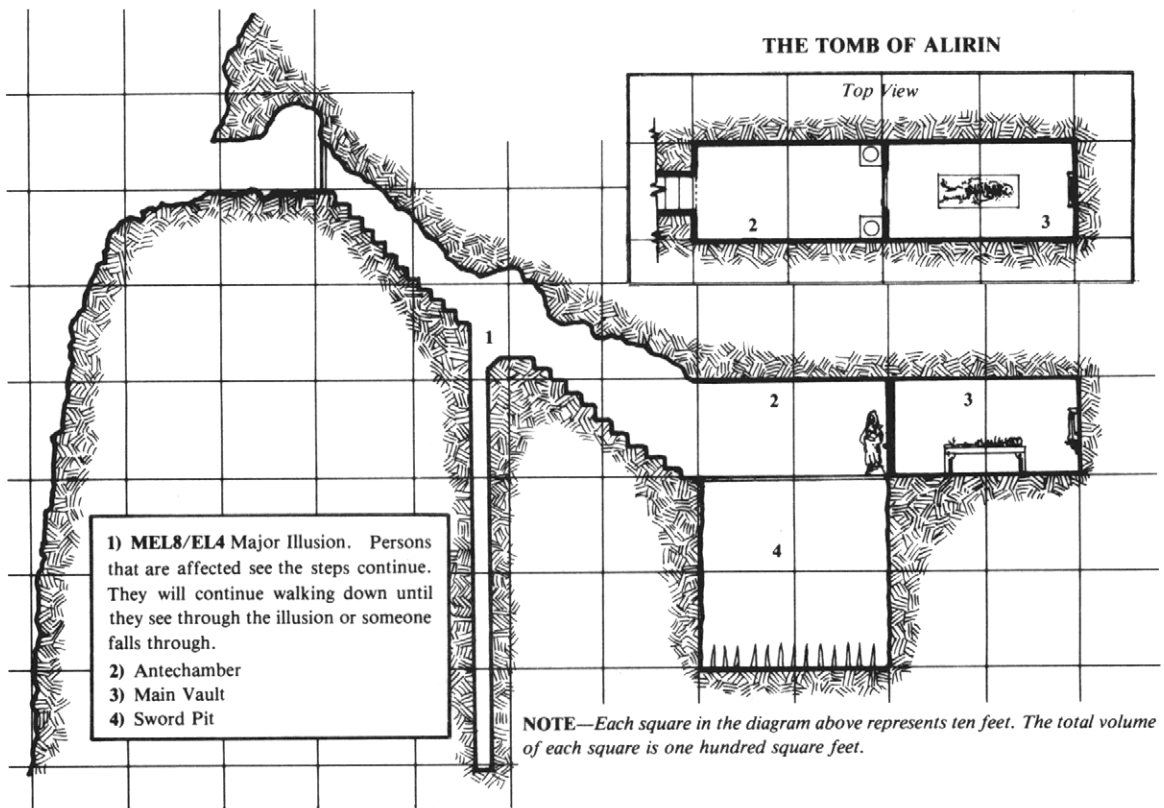 THE TOMB OF ALIRIN
Top View
2
3
1
2
3
4
1) MEL8/EL4 Major Illusion. Persons
that are affected see the steps continue.
They will continue walking down until
they see through the illusion or someone
falls through.
2) Antechamber
3) Main Vault
4) Sword Pit
NOTE—Each square in the diagram above represents ten feet. The total volume
of each square is one hundred square feet.